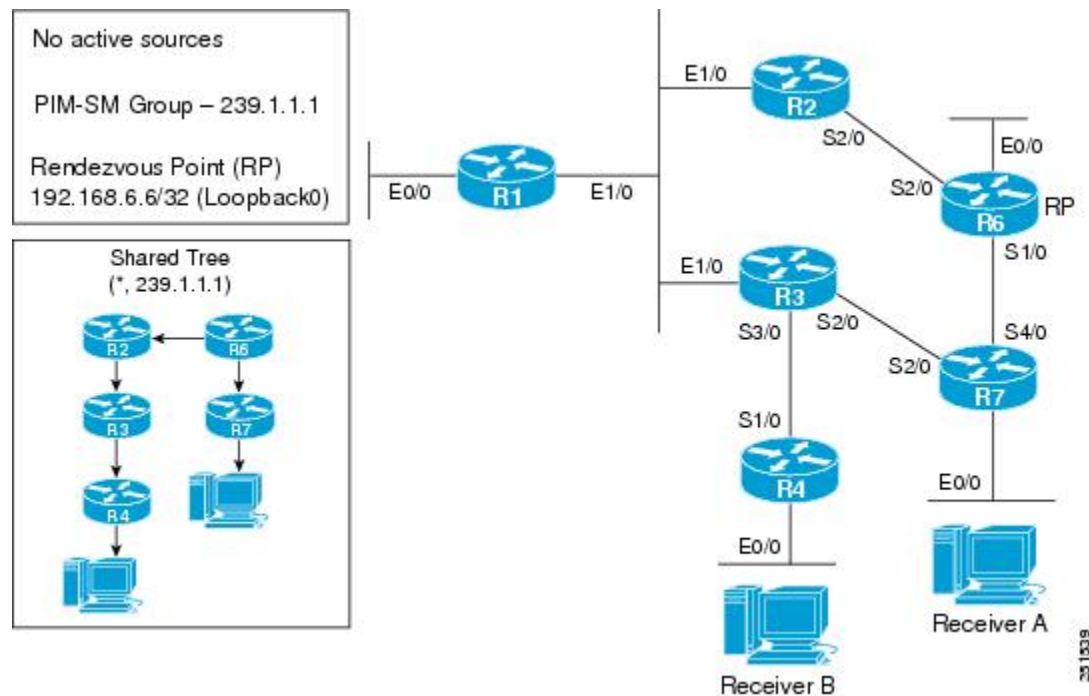 No active sources
PIM-SM Group – 239.1.1.1
Rendezvous Point (RP)
192.168.6.6/32 (Loopback0)
Shared Tree
(*, 239.1.1.1)
R2
R6
R3
R7
R4
E0/0
R1
E1/0
E1/0
R2
S2/0
E0/0
S2/0
R6
RP
S1/0
E1/0
R3
S3/0
S2/0
S4/0
S2/0
R7
S1/0
R4
E0/0
E0/0
Receiver A
Receiver B
251539